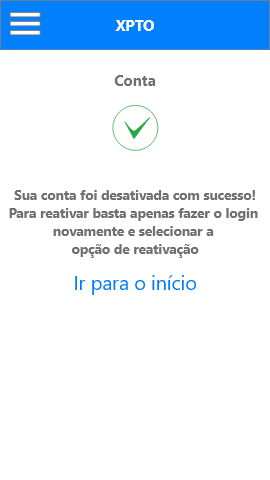 XPTO
Conta
Sua conta foi desativada com sucesso!
Para reativar basta apenas fazer o login
novamente e selecionar a
opção de reativação
Ir para o início